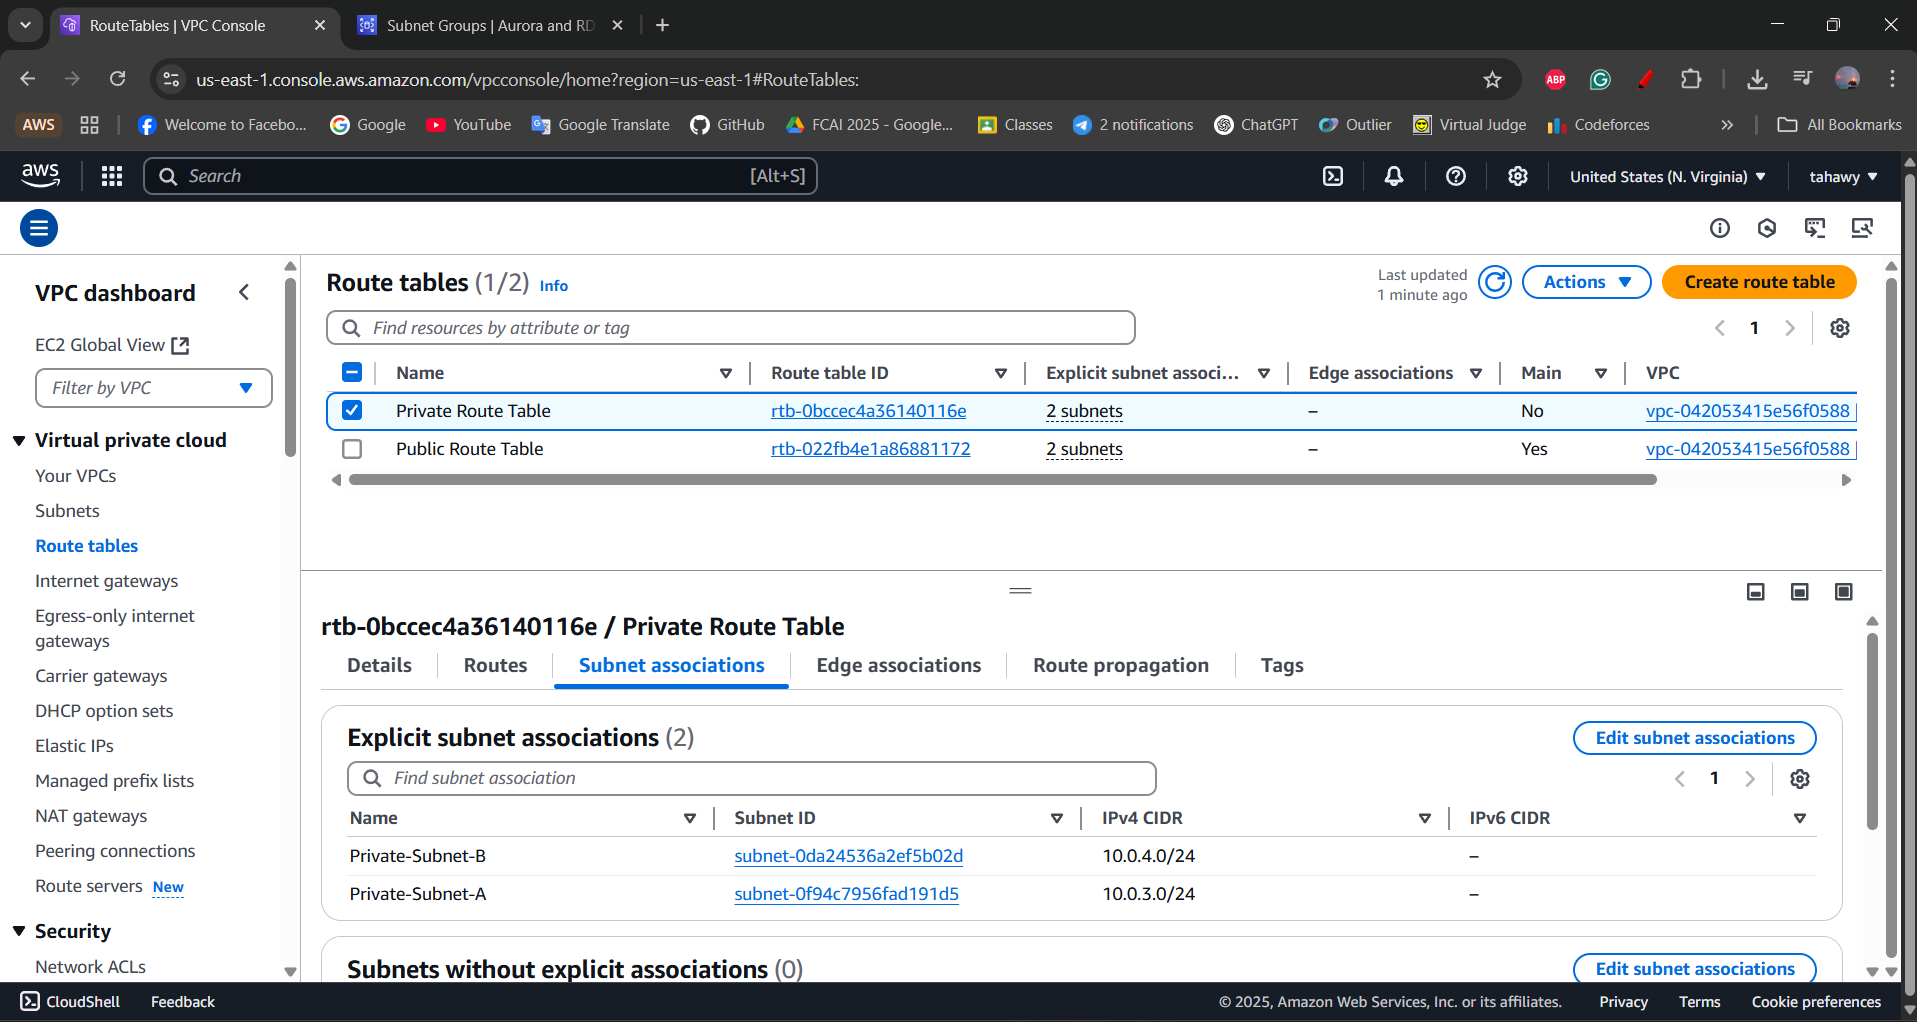 RouteTables | VPC Console
Subnet Groups | Aurora and RD
us-east-1.console.aws.amazon.com/vpcconsole/home?region=us-east-1#RouteTables:
ABP
AWS
Welcome to Facebo...
Google
YouTube
Google Translate
GitHub
FCAI 2025 - Google...
Classes
2 notifications
ChatGPT
Outlier
Virtual Judge
Codeforces
All Bookmarks
aws
Search
[Alt+S]
United States (N. Virginia)
tahawy
VPC dashboard
EC2 Global View
Filter by VPC
Virtual private cloud
Your VPCs
Subnets
Route tables
Internet gateways
Egress-only internet
gateways
Carrier gateways
DHCP option sets
Elastic IPs
Managed prefix lists
NAT gateways
Peering connections
Route servers New
Security
Network ACLs
Route tables (1/2) Info
Last updated
1 minute ago
Actions
Create route table
Find resources by attribute or tag
1
Name Route table ID Explicit subnet associ... Edge associations Main VPC
Private Route Table rtb-0bccec4a36140116e 2 subnets – No vpc-042053415e56f0588 |
Public Route Table rtb-022fb4e1a86881172 2 subnets – Yes vpc-042053415e56f0588 |
rtb-0bccec4a36140116e / Private Route Table
Details Routes Subnet associations Edge associations Route propagation Tags
Explicit subnet associations (2)
Edit subnet associations
Find subnet association
1
Name Subnet ID IPv4 CIDR IPv6 CIDR
Private-Subnet-B subnet-0da24536a2ef5b02d 10.0.4.0/24 –
Private-Subnet-A subnet-0f94c7956fad191d5 10.0.3.0/24 –
Subnets without explicit associations (0)
Edit subnet associations
CloudShell
Feedback
© 2025, Amazon Web Services, Inc. or its affiliates.
Privacy
Terms
Cookie preferences